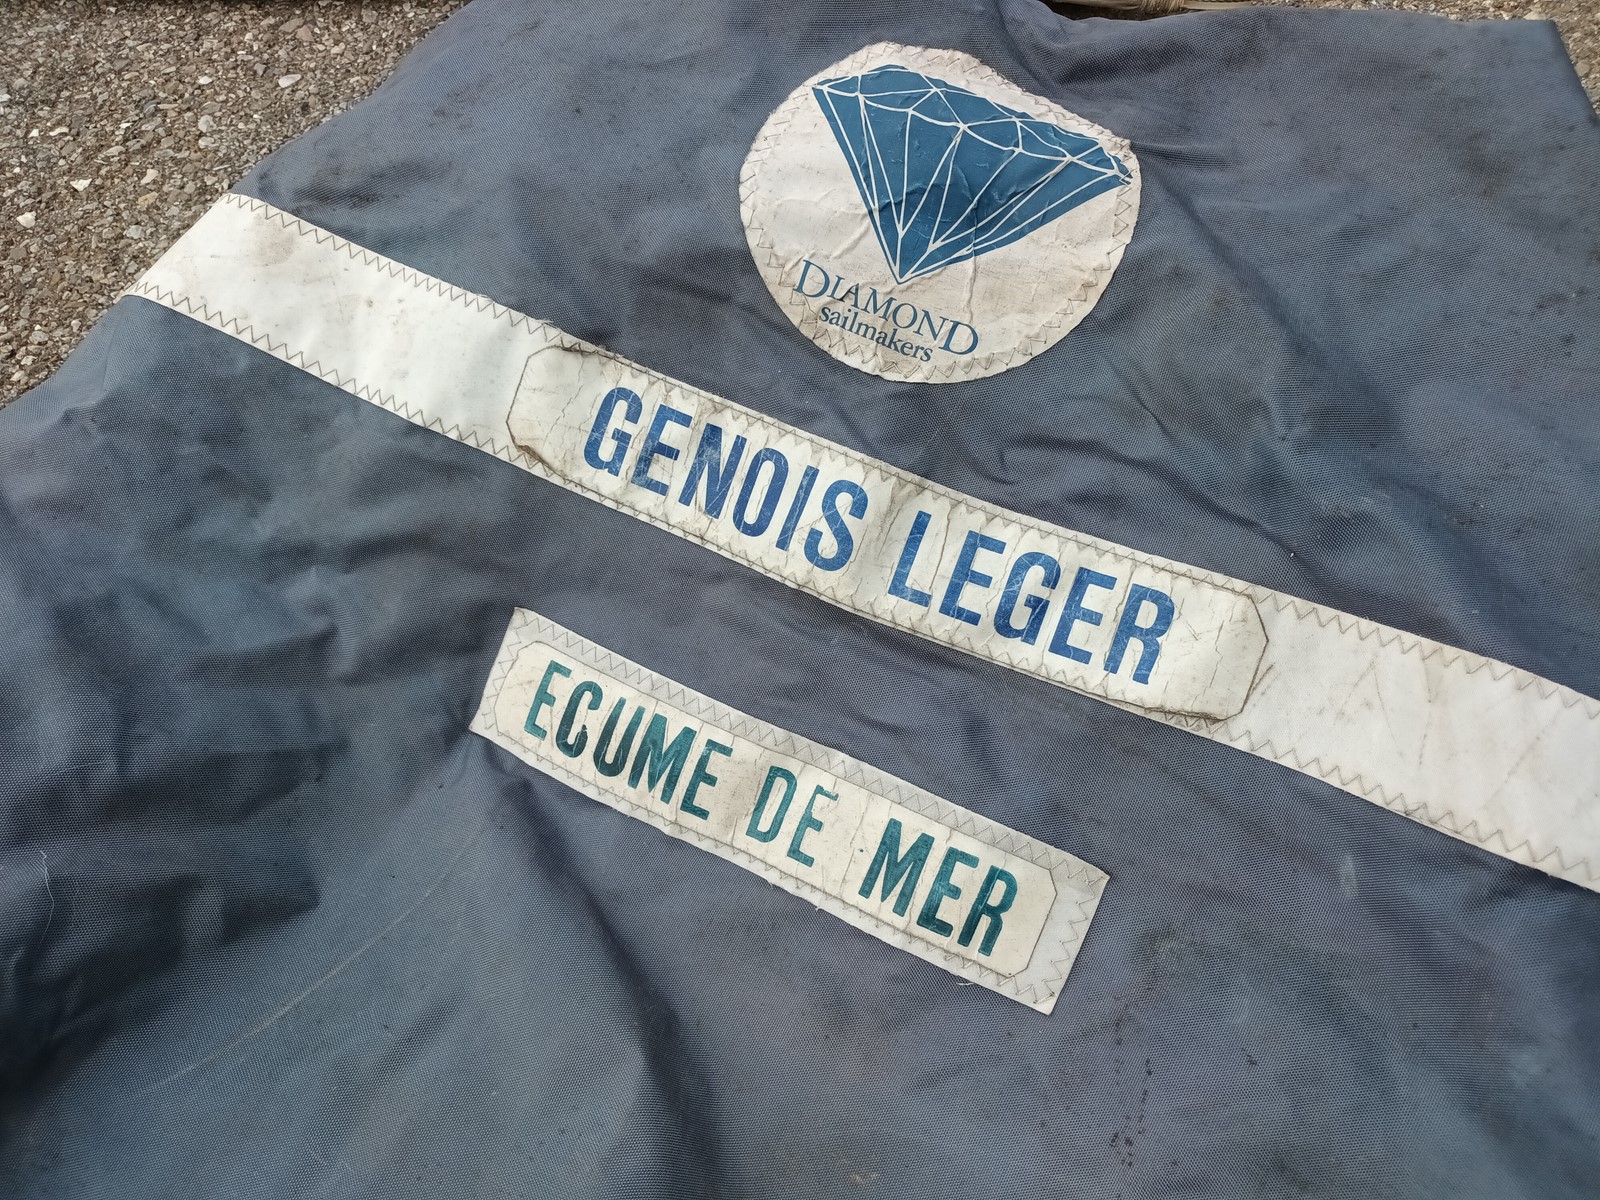 DIAMOND
sailmakers
GENOIS LEGER
ECUME DE MER